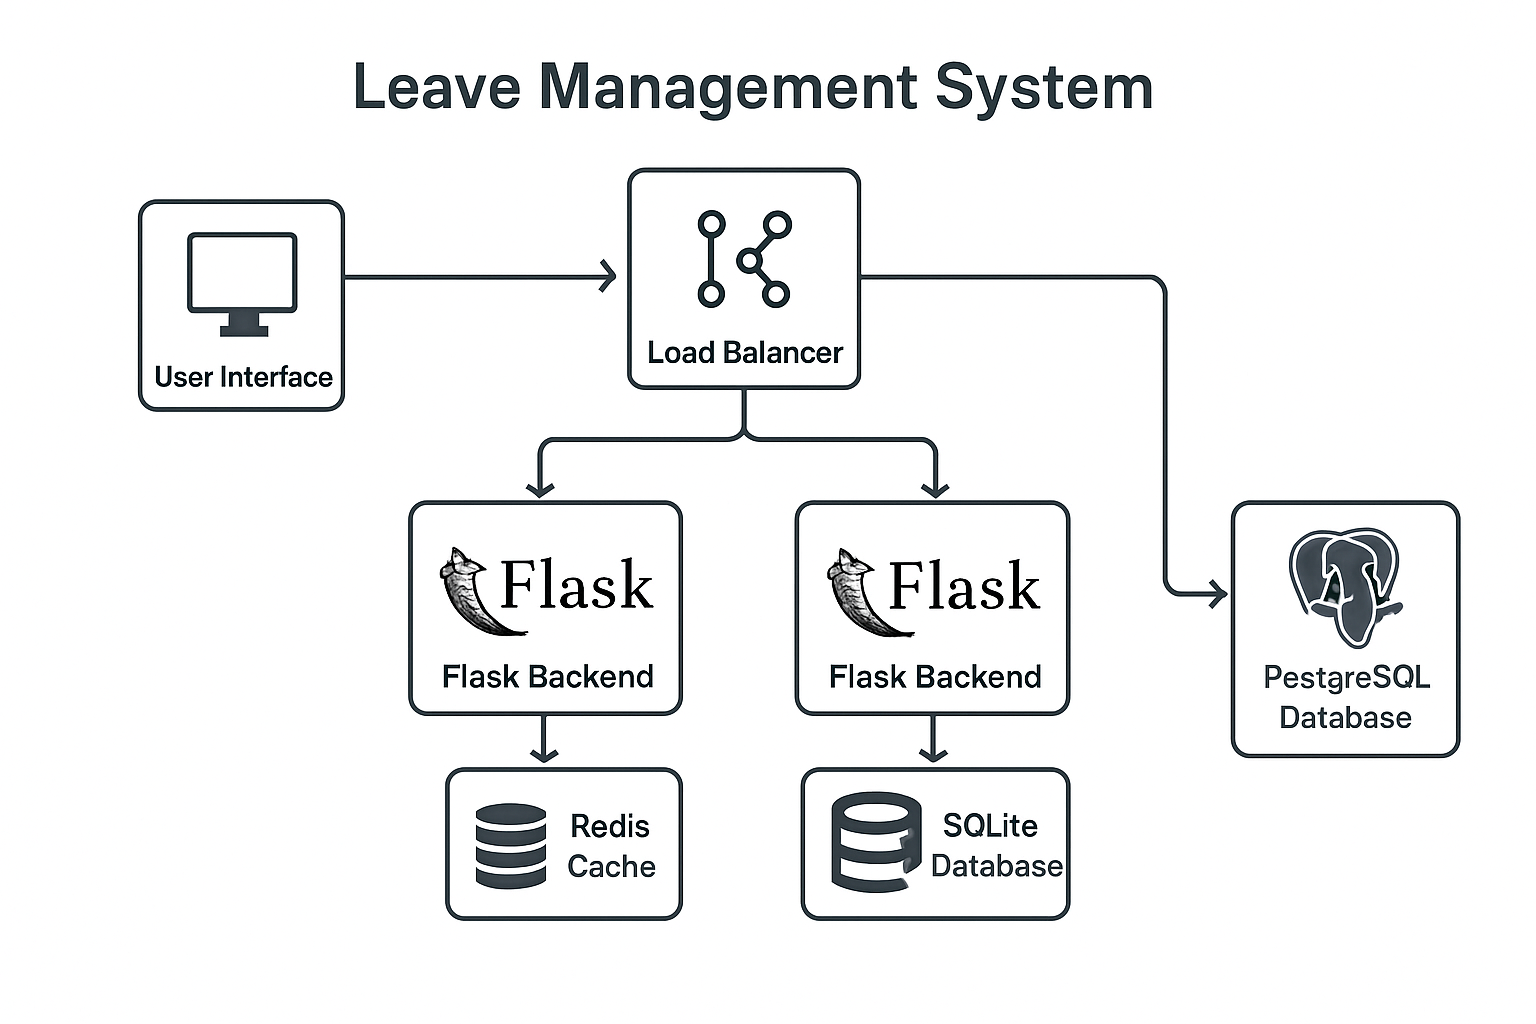 Leave Management System
User Interface
Load Balancer
Flask
Flask Backend
Flask
Flask Backend
PestgreSQL
Database
Redis
Cache
SQLite
Database